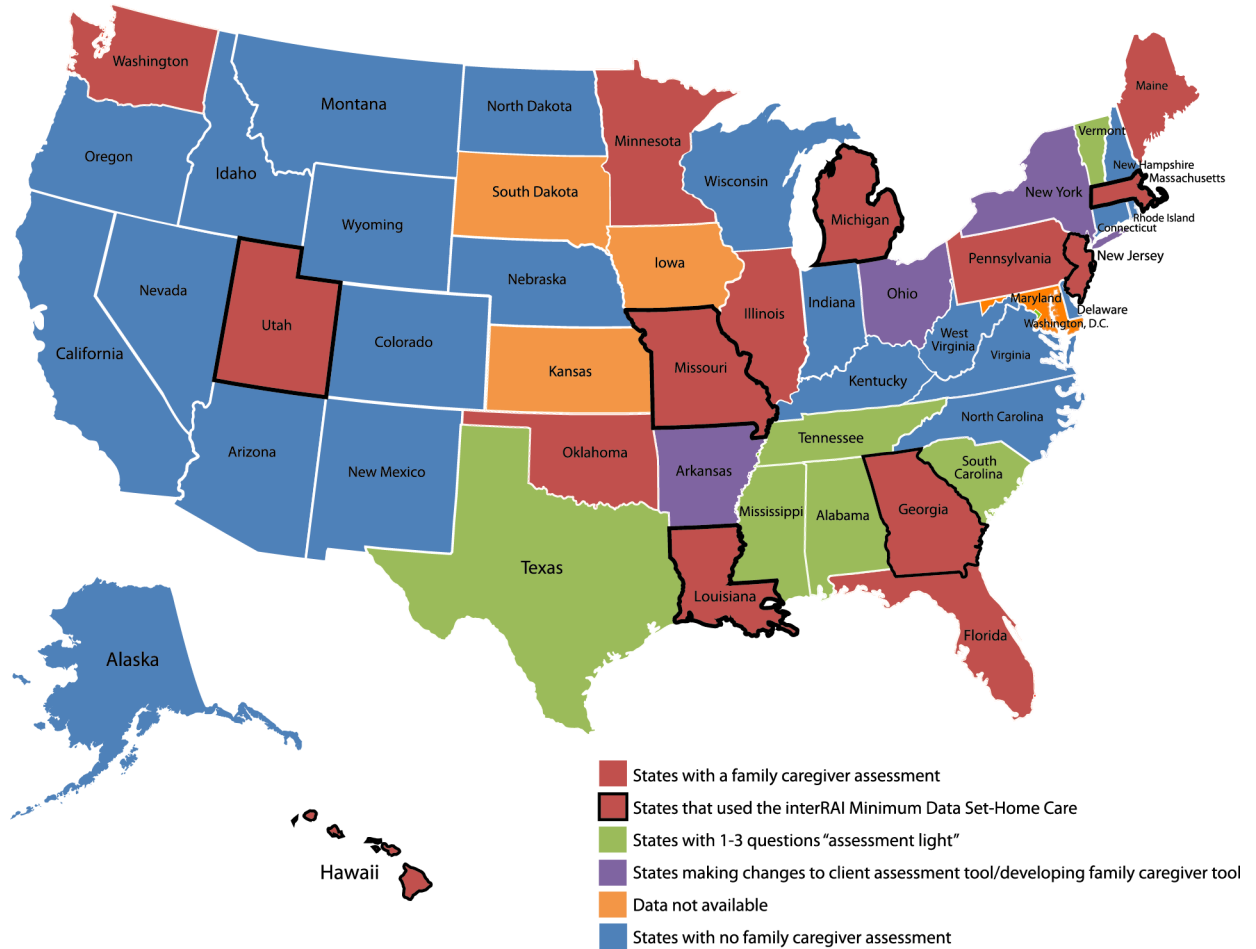 Washington
Montana
North Dakota
Minnesota
Maine
Vermont
Oregon
Idaho
Wisconsin
New Hampshire
Massachusetts
South Dakota
New York
Wyoming
Michigan
Rhode Island
Connecticut
New Jersey
Pennsylvania
Iowa
Nebraska
Nevada
Ohio
Indiana
Illinois
Maryland
Delaware
Washington, D.C.
Utah
Colorado
West
Virginia
Virginia
California
Kansas
Missouri
Kentucky
North Carolina
Tennessee
Arizona
New Mexico
Oklahoma
Arkansas
South
Carolina
Mississippi
Alabama
Georgia
Texas
Louisiana
Florida
Alaska
Hawaii
States with a family caregiver assessment
States that used the interRAI Minimum Data Set-Home Care
States with 1-3 questions “assessment light”
States making changes to client assessment tool/developing family caregiver tool
Data not available
States with no family caregiver assessment